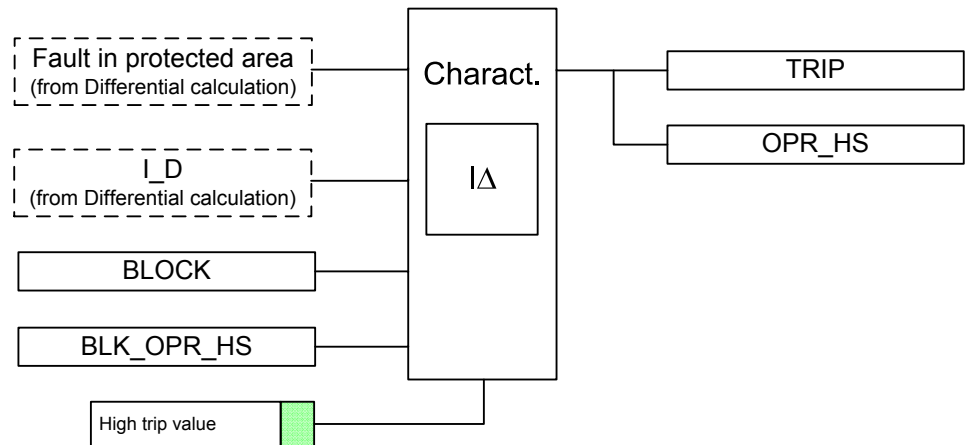 Fault in protected area
(from Differential calculation)
I_D
(from Differential calculation)
BLOCK
BLK_OPR_HS
High trip value
Charact.
IΔ
TRIP
OPR_HS